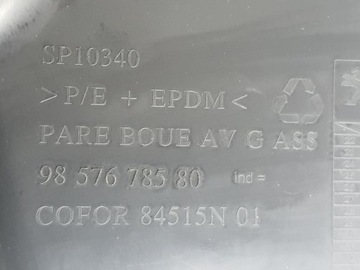 SP10340
> P/E + EPDM <
PARE BOUE AV G ASS
98 576 785 80 ind =
COFOR 84515N 01